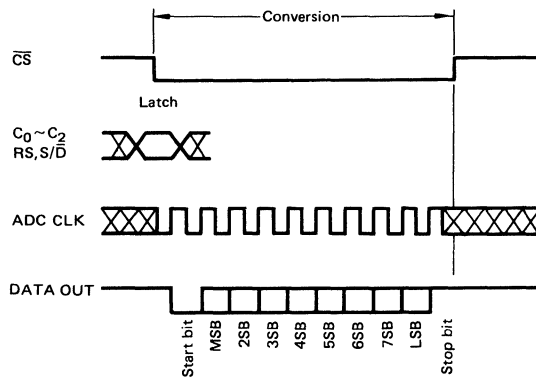 Conversion
C̅S̅
Latch
C₀~C₂
RS, S/D̅
ADC CLK
DATA OUT
Start bit
MSB
2SB
3SB
4SB
5SB
6SB
7SB
LSB
Stop bit